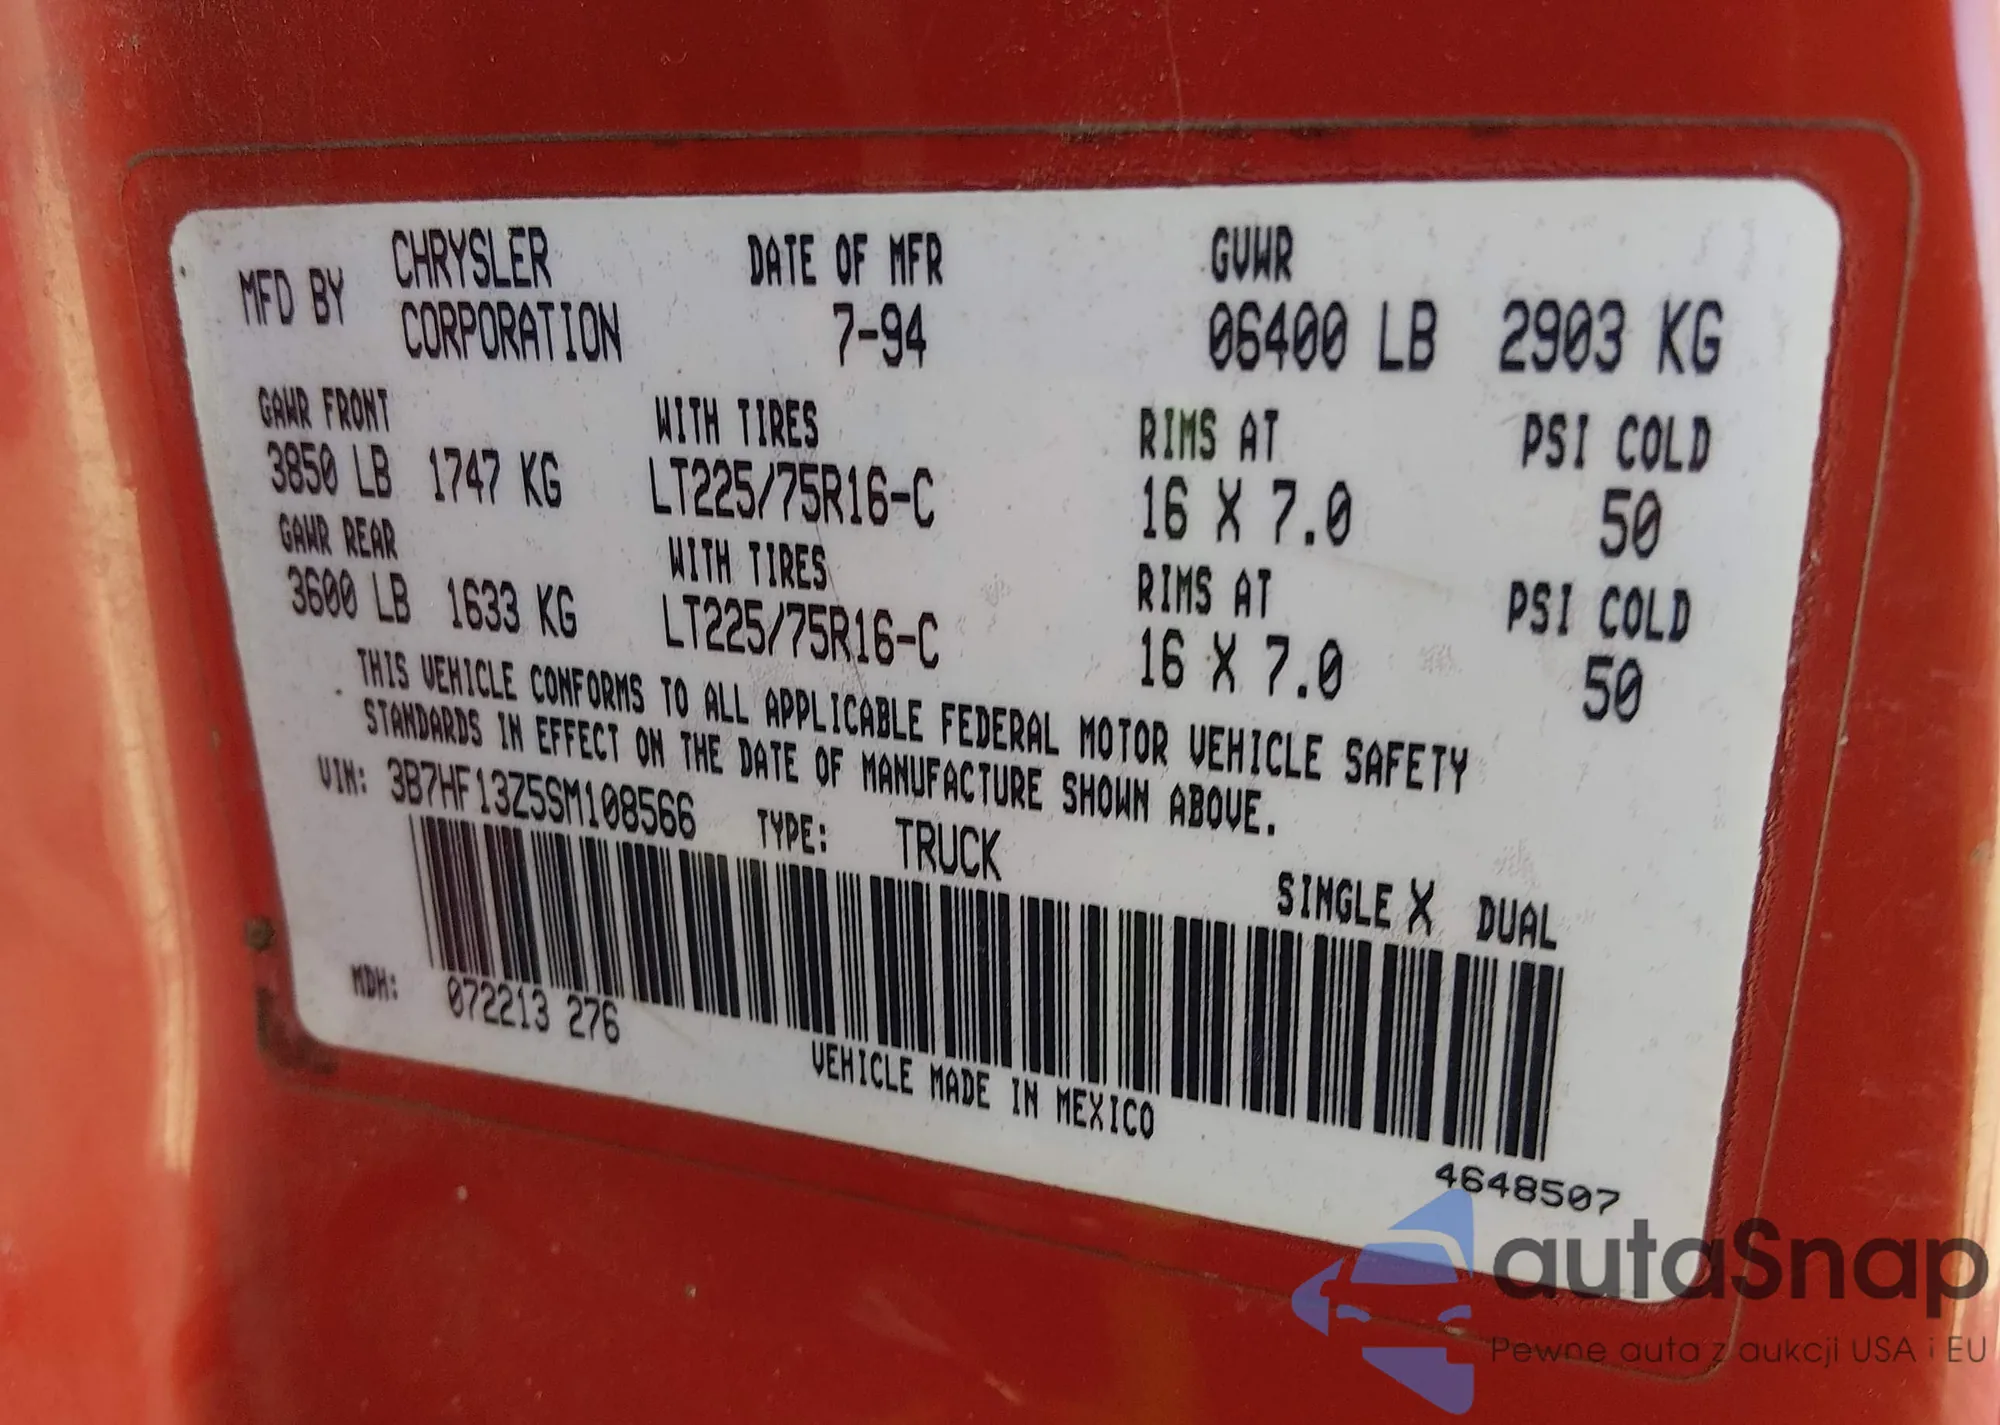 MFD BY CHRYSLER CORPORATION DATE OF MFR 7-94 GVWR 06400 LB 2903 KG
GAWR FRONT WITH TIRES RIMS AT PSI COLD
3850 LB 1747 KG LT225/75R16-C 16 X 7.0 50
GAWR REAR WITH TIRES RIMS AT PSI COLD
3600 LB 1633 KG LT225/75R16-C 16 X 7.0 50
THIS VEHICLE CONFORMS TO ALL APPLICABLE FEDERAL MOTOR VEHICLE SAFETY
STANDARDS IN EFFECT ON THE DATE OF MANUFACTURE SHOWN ABOVE.
VIN: 3B7HF13Z5SM108566 TYPE: TRUCK SINGLE X DUAL
MDH: 072213 276
VEHICLE MADE IN MEXICO
4648507
autaSnap
Pewne auta z aukcji USA i EU